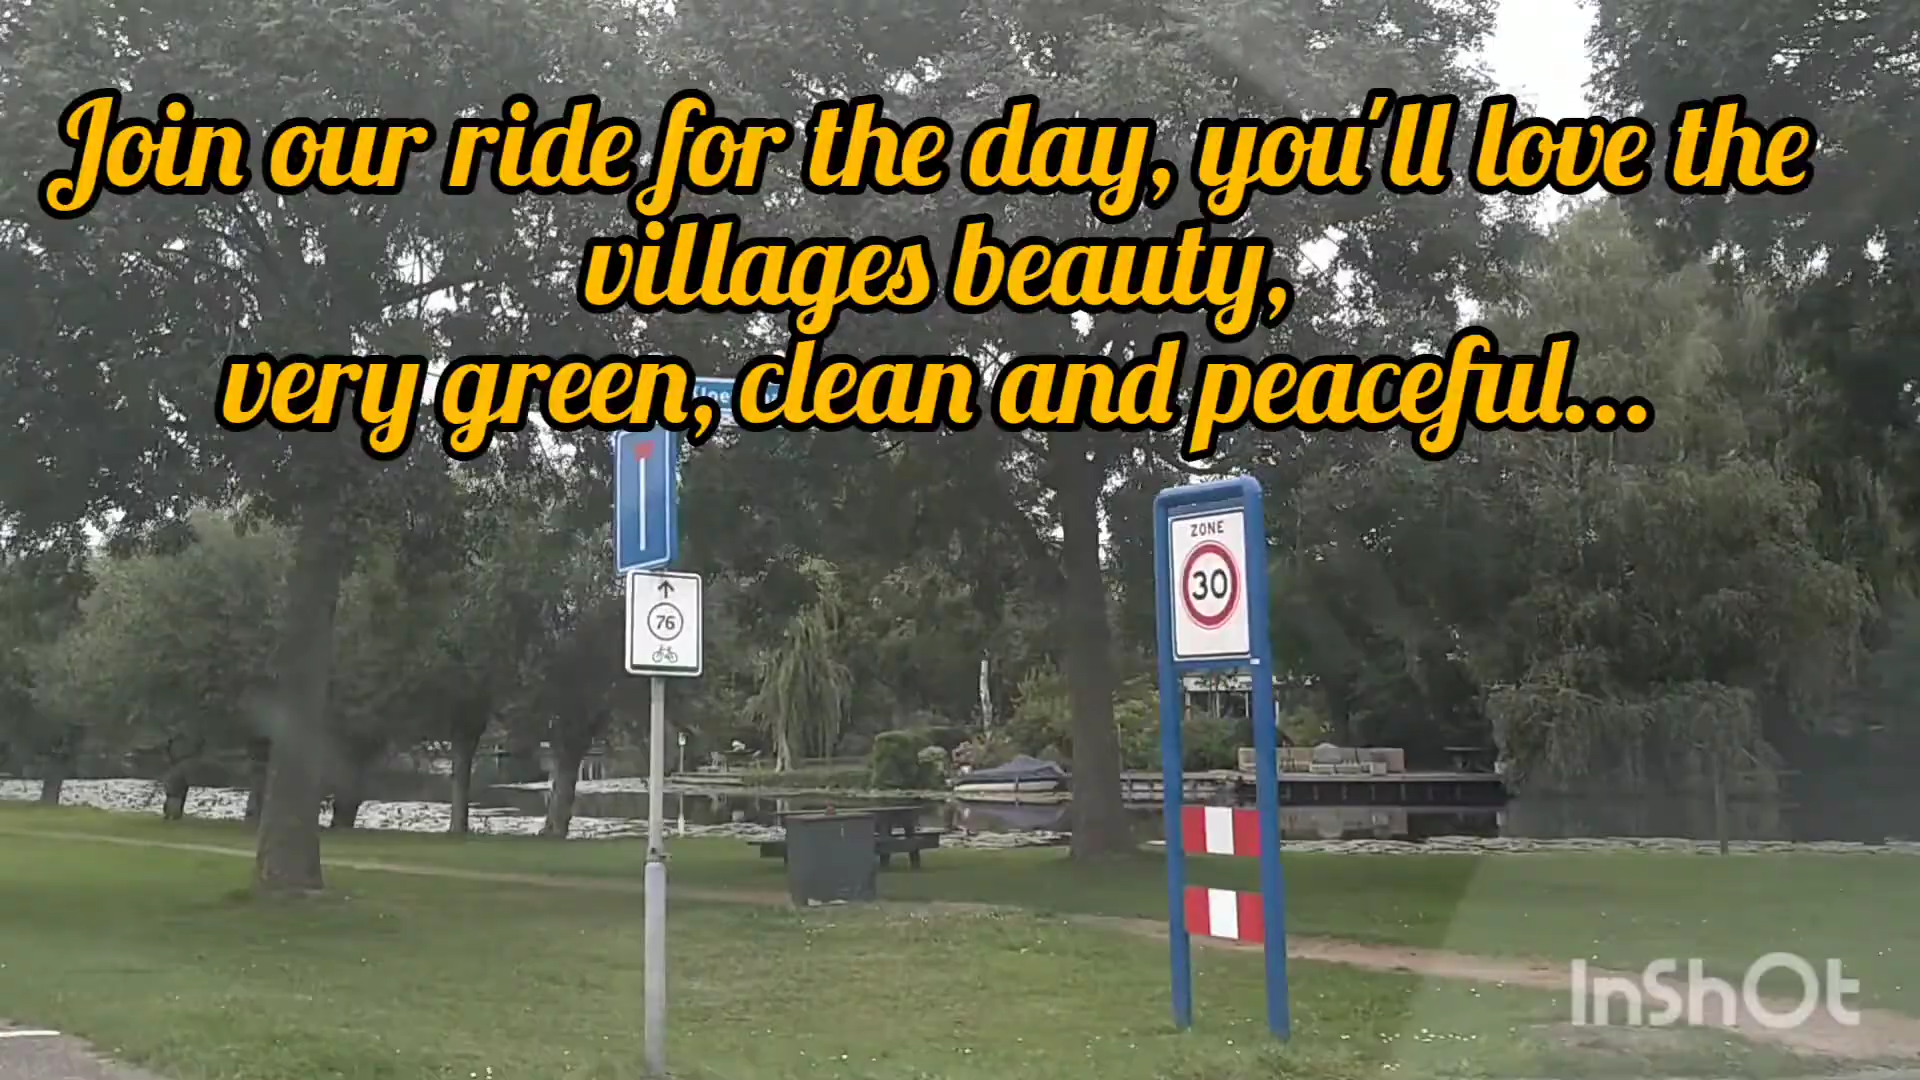 Join our ride for the day, you'll love the
villages beauty,
very green, clean and peaceful...
ZONE
30
76
InShOt